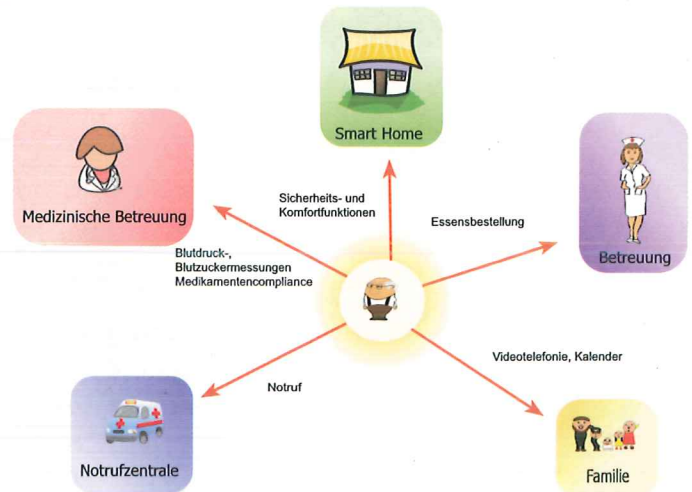 Smart Home
Medizinische Betreuung
Sicherheits- und
Komfortfunktionen
Essensbestellung
Betreuung
Blutdruck-,
Blutzuckermessungen
Medikamentencompliance
Videotelefonie, Kalender
Notruf
Notrufzentrale
Familie